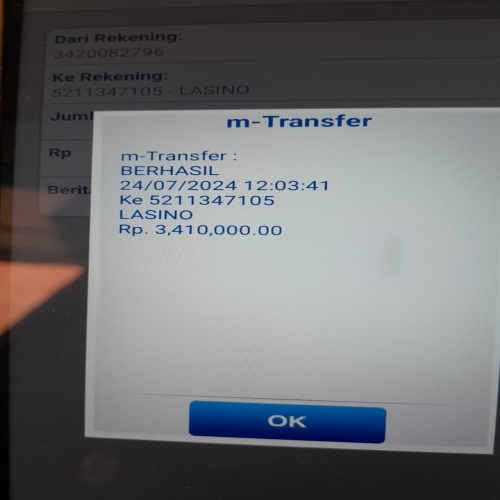 Dari Rekening:
3420082796
Ke Rekening:
5211347105 - LASINO
Juml
m-Transfer
Rp
m-Transfer :
BERHASIL
24/07/2024 12:03:41
Ke 5211347105
LASINO
Rp. 3,410,000.00
Berit
OK